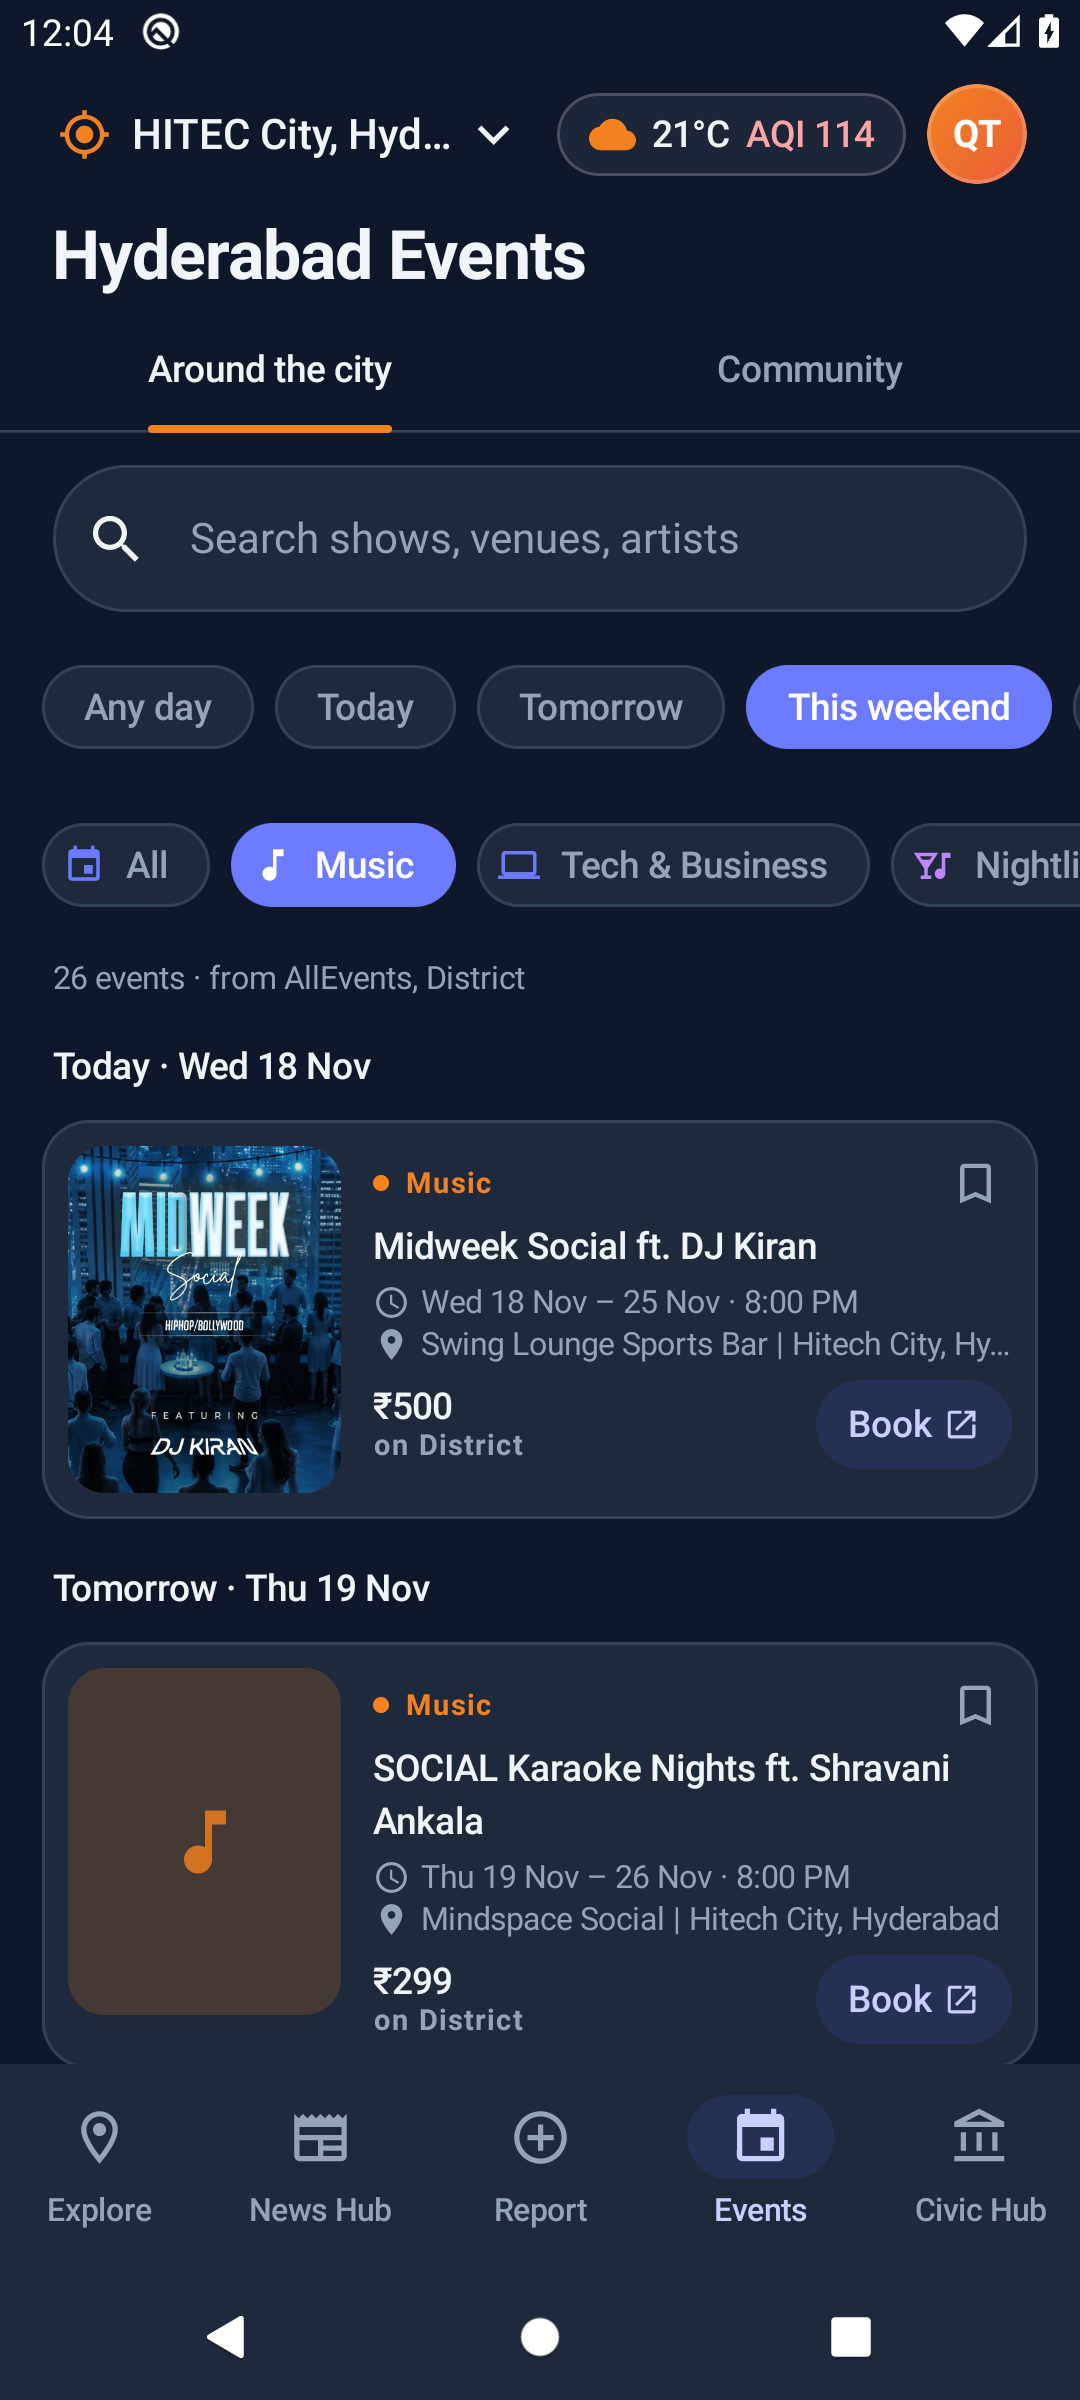 12:04
HITEC City, Hyd...
21°C AQI 114
QT
Hyderabad Events
Around the city
Community
Search shows, venues, artists
Any day
Today
Tomorrow
This weekend
All
Music
Tech & Business
Nightli
26 events · from AllEvents, District
Today · Wed 18 Nov
MIDWEEK
Social
HIPHOP/BOLLYWOOD
FEATURING
DJ KIRAN
Music
Midweek Social ft. DJ Kiran
Wed 18 Nov – 25 Nov · 8:00 PM
Swing Lounge Sports Bar | Hitech City, Hy...
₹500
on District
Book
Tomorrow · Thu 19 Nov
Music
SOCIAL Karaoke Nights ft. Shravani
Ankala
Thu 19 Nov – 26 Nov · 8:00 PM
Mindspace Social | Hitech City, Hyderabad
₹299
on District
Book
Explore
News Hub
Report
Events
Civic Hub